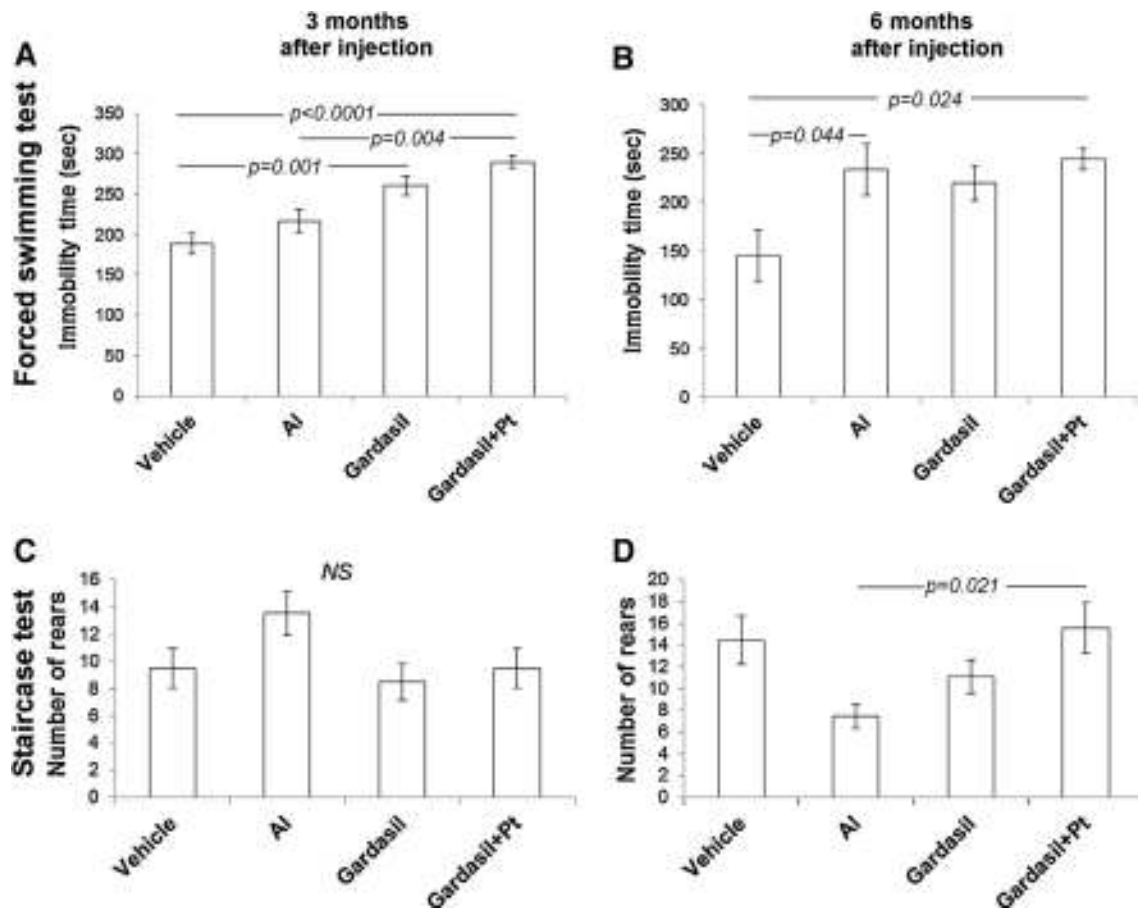 3 months
after injection
6 months
after injection
A
Forced swimming test
Immobility time (sec)
350
300
250
200
150
100
50
0
p<0.0001
p=0.004
p=0.001
Vehicle
Al
Gardasil
Gardasil+Pt
B
Immobility time (sec)
300
250
200
150
100
50
0
p=0.024
p=0.044
Vehicle
Al
Gardasil
Gardasil+Pt
C
Staircase test
Number of rears
16
14
12
10
8
6
4
2
0
NS
Vehicle
Al
Gardasil
Gardasil+Pt
D
Number of rears
20
18
16
14
12
10
8
6
4
2
0
p=0.021
Vehicle
Al
Gardasil
Gardasil+Pt